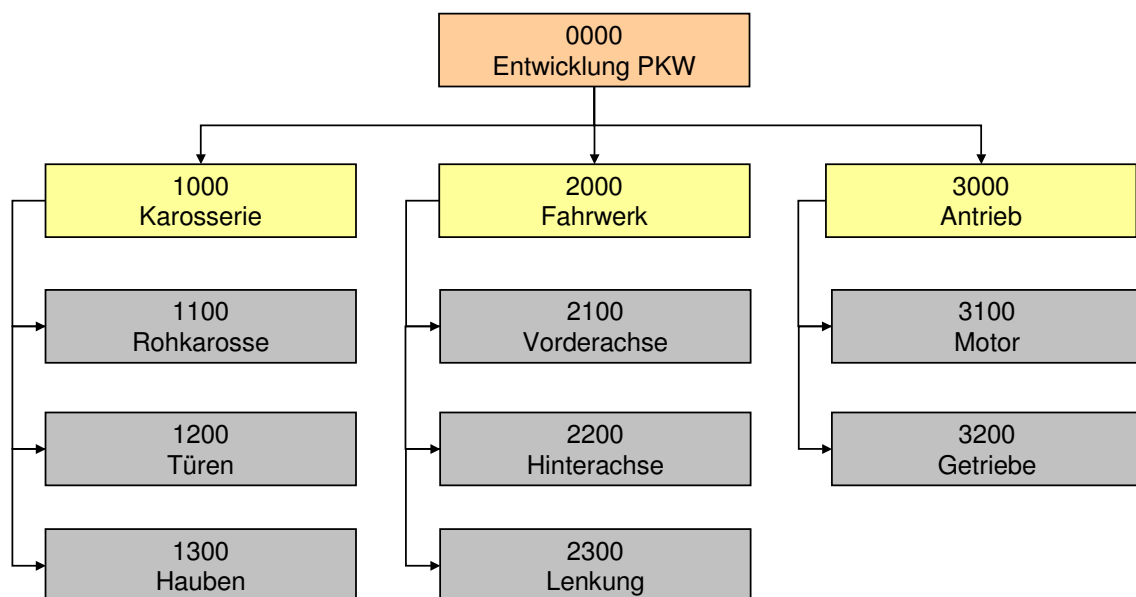 0000
Entwicklung PKW
1000
Karosserie
2000
Fahrwerk
3000
Antrieb
1100
Rohkarosse
2100
Vorderachse
3100
Motor
1200
Türen
2200
Hinterachse
3200
Getriebe
1300
Hauben
2300
Lenkung